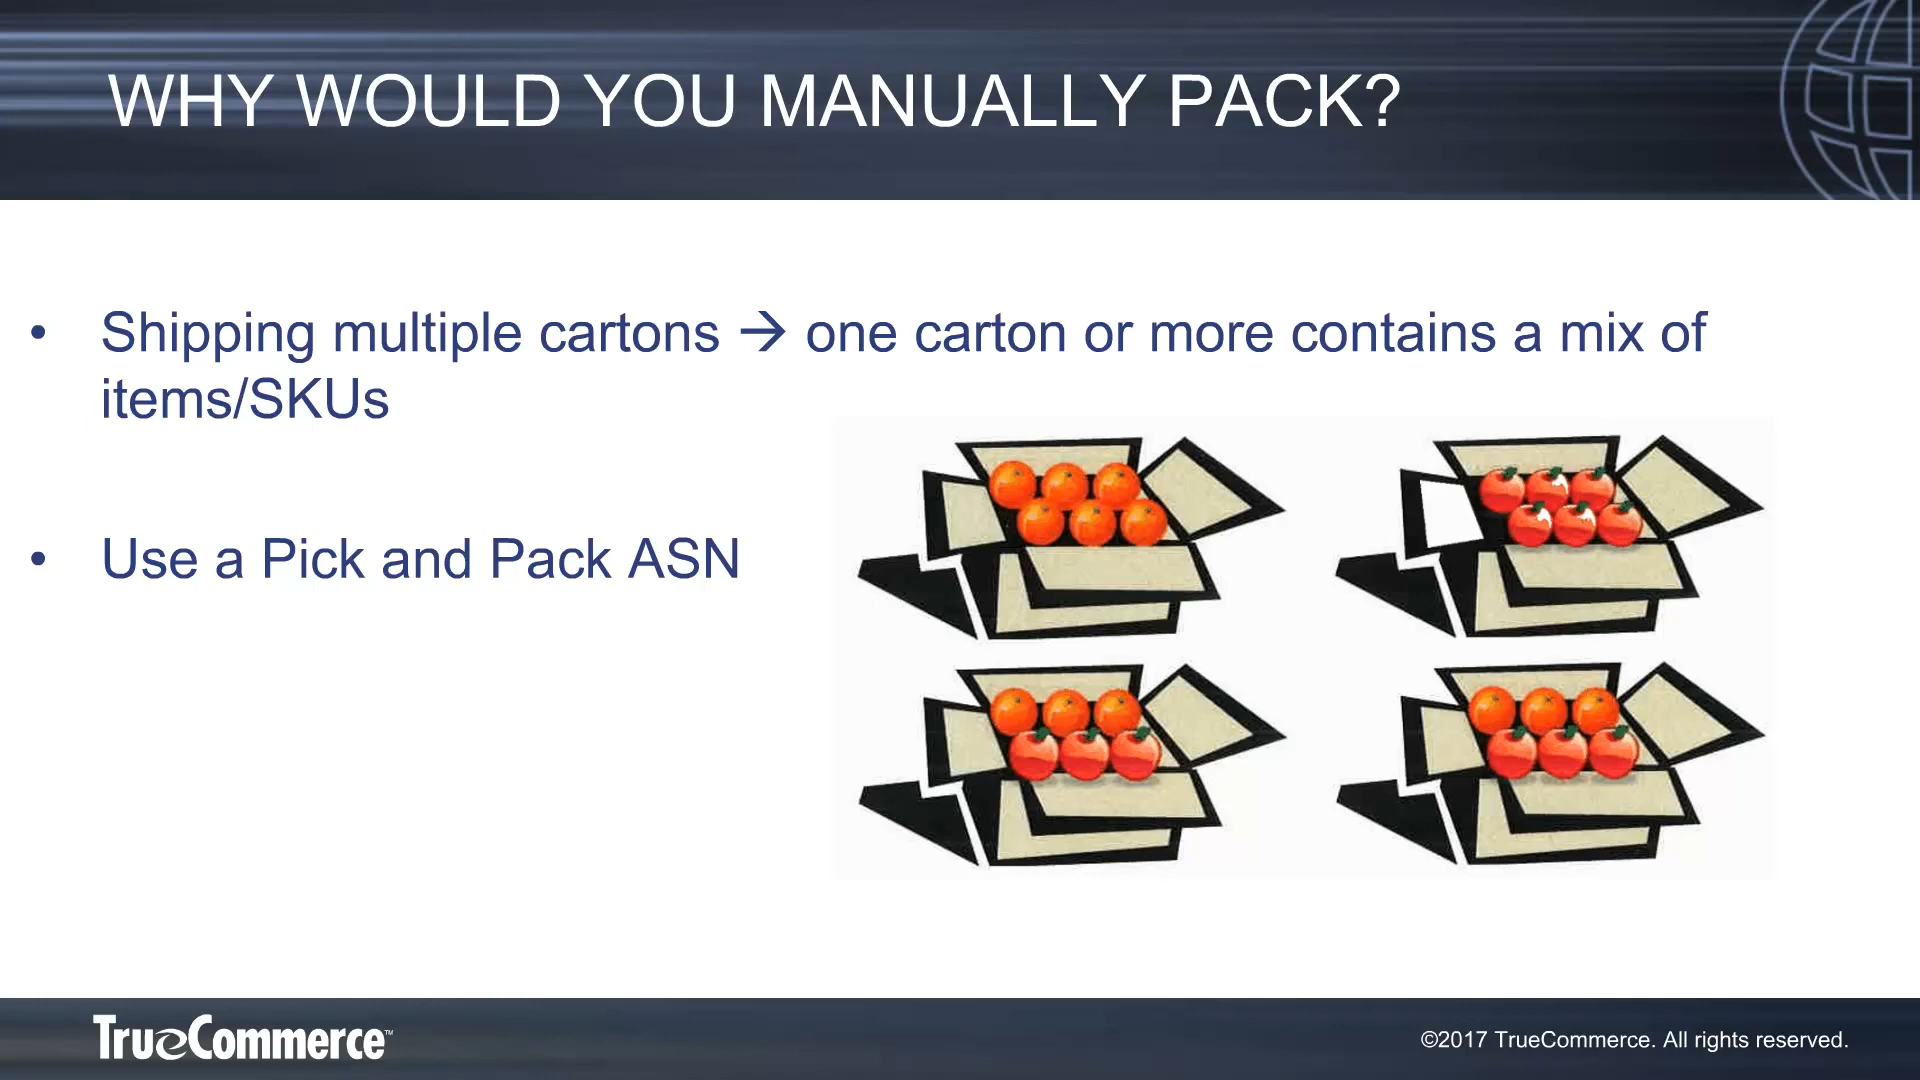 WHY WOULD YOU MANUALLY PACK?
• Shipping multiple cartons → one carton or more contains a mix of
items/SKUs
• Use a Pick and Pack ASN
TrueCommerce™
©2017 TrueCommerce. All rights reserved.